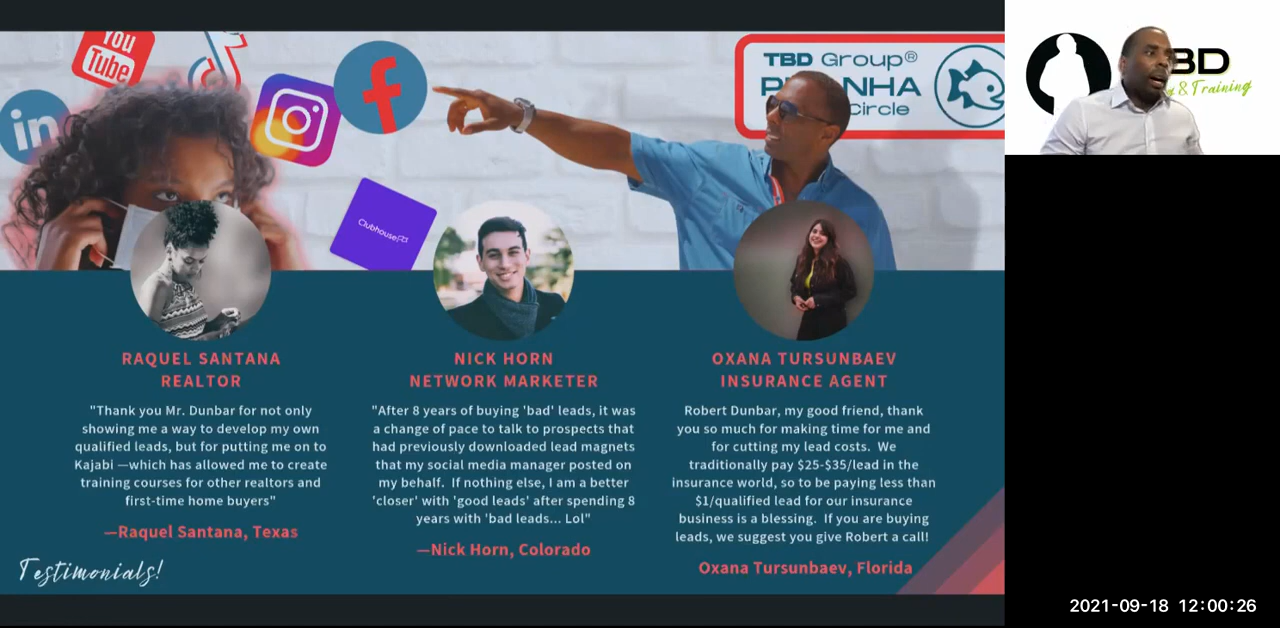 You
Tube
in
TBD Group®
Circle
Clubhouse
BD
& Training
RAQUEL SANTANA
REALTOR
"Thank you Mr. Dunbar for not only
showing me a way to develop my own
qualified leads, but for putting me on to
Kajabi —which has allowed me to create
training courses for other realtors and
first-time home buyers"
—Raquel Santana, Texas
NICK HORN
NETWORK MARKETER
"After 8 years of buying 'bad' leads, it was
a change of pace to talk to prospects that
had previously downloaded lead magnets
that my social media manager posted on
my behalf. If nothing else, I am a better
'closer' with 'good leads' after spending 8
years with 'bad leads... Lol"
—Nick Horn, Colorado
OXANA TURSUNBAEV
INSURANCE AGENT
Robert Dunbar, my good friend, thank
you so much for making time for me and
for cutting my lead costs. We
traditionally pay $25-$35/lead in the
insurance world, so to be paying less than
$1/qualified lead for our insurance
business is a blessing. If you are buying
leads, we suggest you give Robert a call!
Oxana Tursunbaev, Florida
Testimonials!
2021-09-18 12:00:26